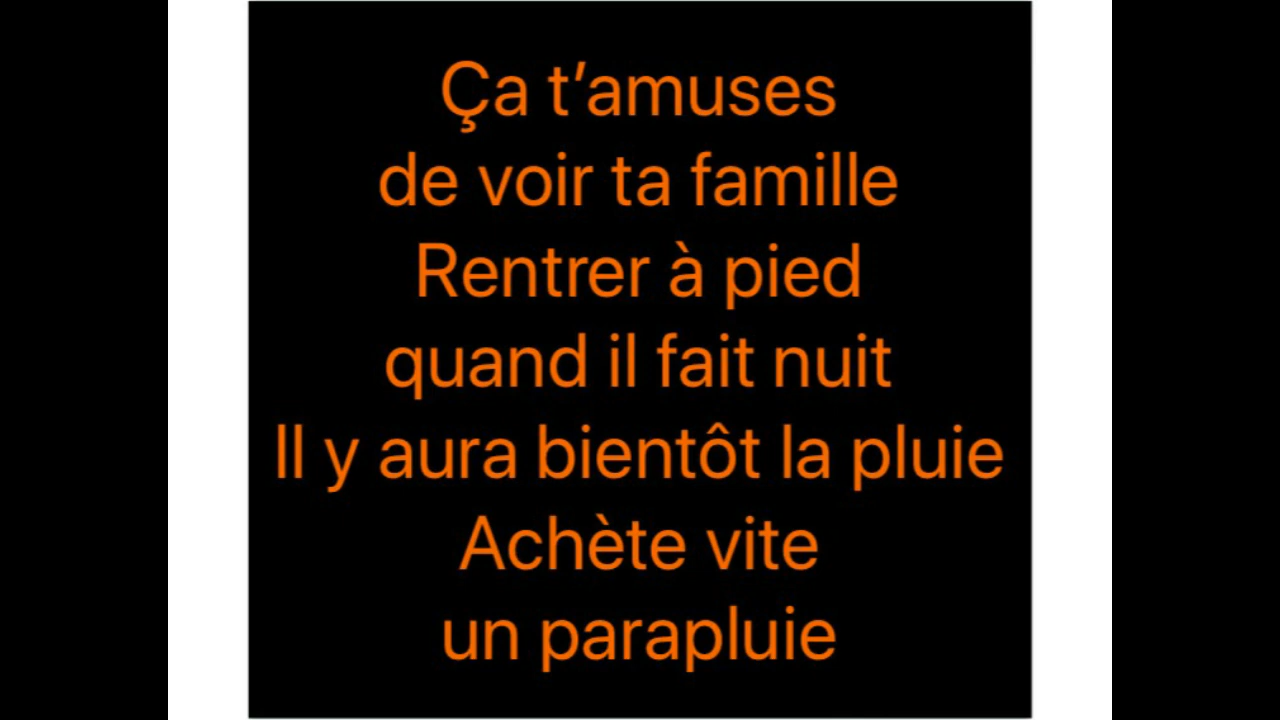 Ça t’amuses
de voir ta famille
Rentrer à pied
quand il fait nuit
Il y aura bientôt la pluie
Achète vite
un parapluie